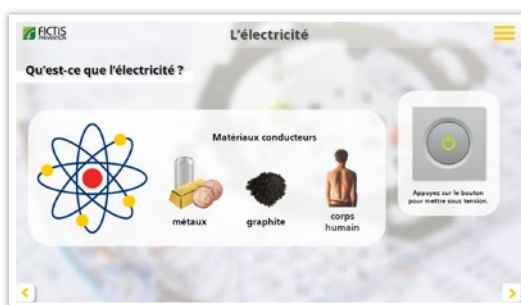 FICTIS
PRÉVENTION
L'électricité
Qu'est-ce que l'électricité ?
Matériaux conducteurs
métaux
graphite
corps
humain
Appuyez sur le bouton
pour mettre sous tension.